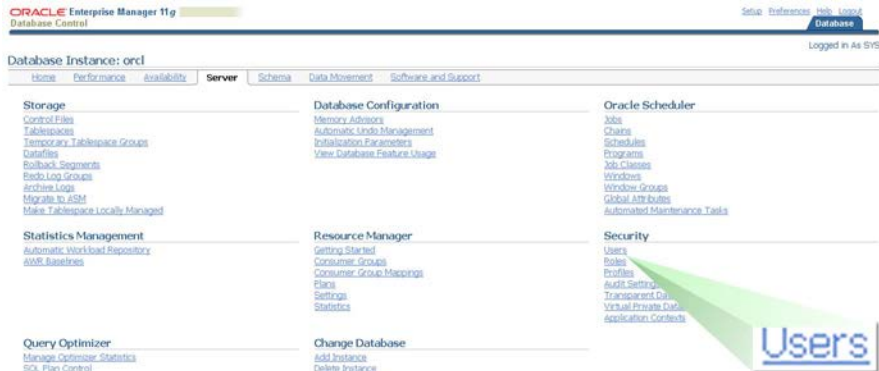 ORACLE Enterprise Manager 11g
Database Control
Setup Preferences Help Logout
Database
Logged in As SYS
Database Instance: orcl
Home Performance Availability Server Schema Data Movement Software and Support
Storage
Control Files
Tablespaces
Temporary Tablespace Groups
Datafiles
Rollback Segments
Redo Log Groups
Archive Logs
Migrate to ASM
Make Tablespace Locally Managed
Database Configuration
Memory Advisors
Automatic Undo Management
Initialization Parameters
View Database Feature Usage
Oracle Scheduler
Jobs
Chains
Schedules
Programs
Job Classes
Windows
Window Groups
Global Attributes
Automated Maintenance Tasks
Statistics Management
Automatic Workload Repository
AWR Baselines
Resource Manager
Getting Started
Consumer Groups
Consumer Group Mappings
Plans
Settings
Statistics
Security
Users
Roles
Profiles
Audit Settings
Transparent Da
Virtual Private Data
Application Contexts
Users
Query Optimizer
Manage Optimizer Statistics
SQL Plan Control
Change Database
Add Instance
Delete Instance